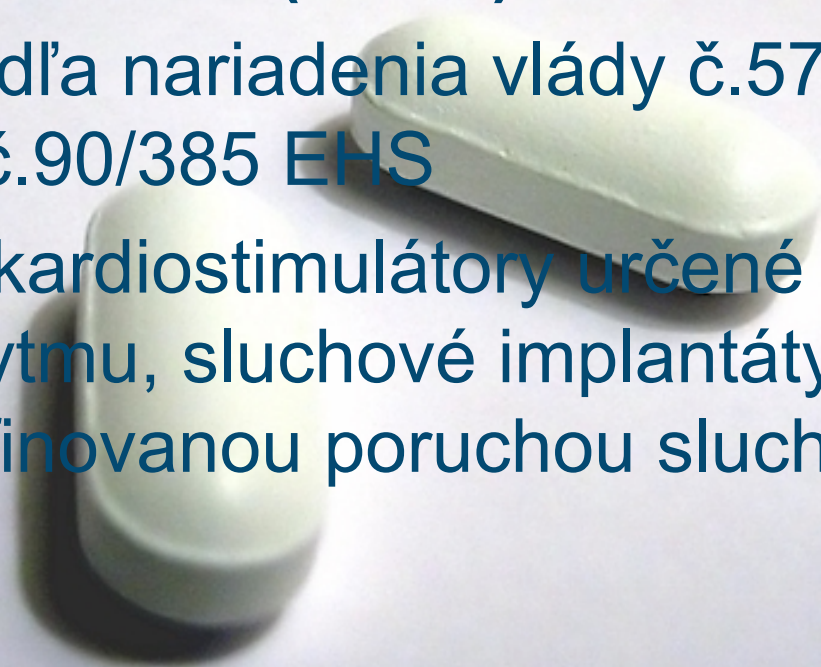 dľa nariadenia vlády č.57
č.90/385 EHS
kardiostimulátory určené
ytmu, sluchové implantáty
finovanou poruchou sluch